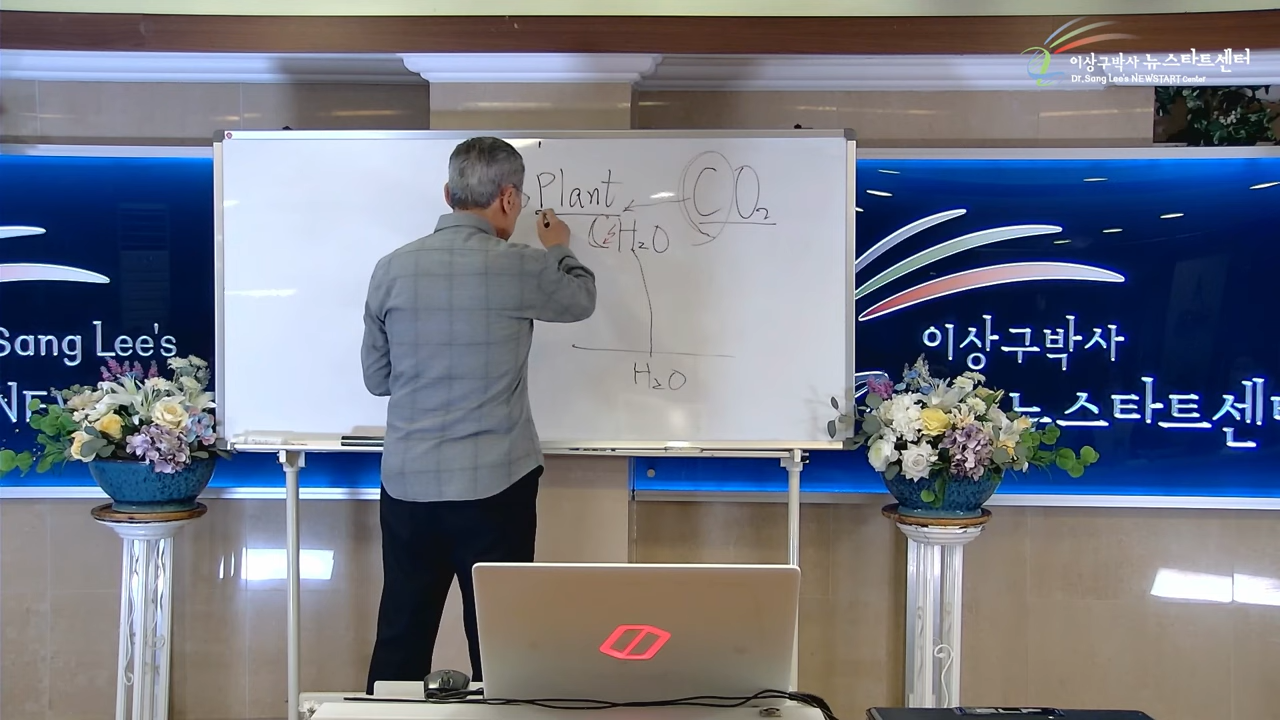 이상구박사 뉴스타트센터
Dr. Sang Lee's NEWSTART Center
Plant CO₂
CH₂O
H₂O
Sang Lee's
이상구박사
뉴스타트센